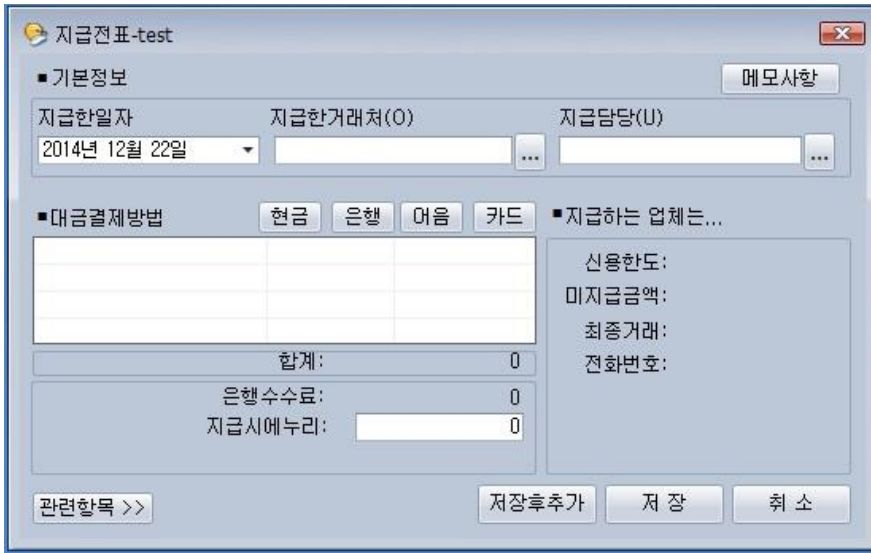 지급전표-test
■기본정보 메모사항
지급한일자 지급한거래처(O) 지급담당(U)
2014년 12월 22일 ... ...
■대금결제방법 현금 은행 어음 카드 ■지급하는 업체는...
신용한도:
미지급금액:
최종거래:
전화번호:
합계: 0
은행수수료: 0
지급시에누리: 0
관련항목 >> 저장후추가 저 장 취 소